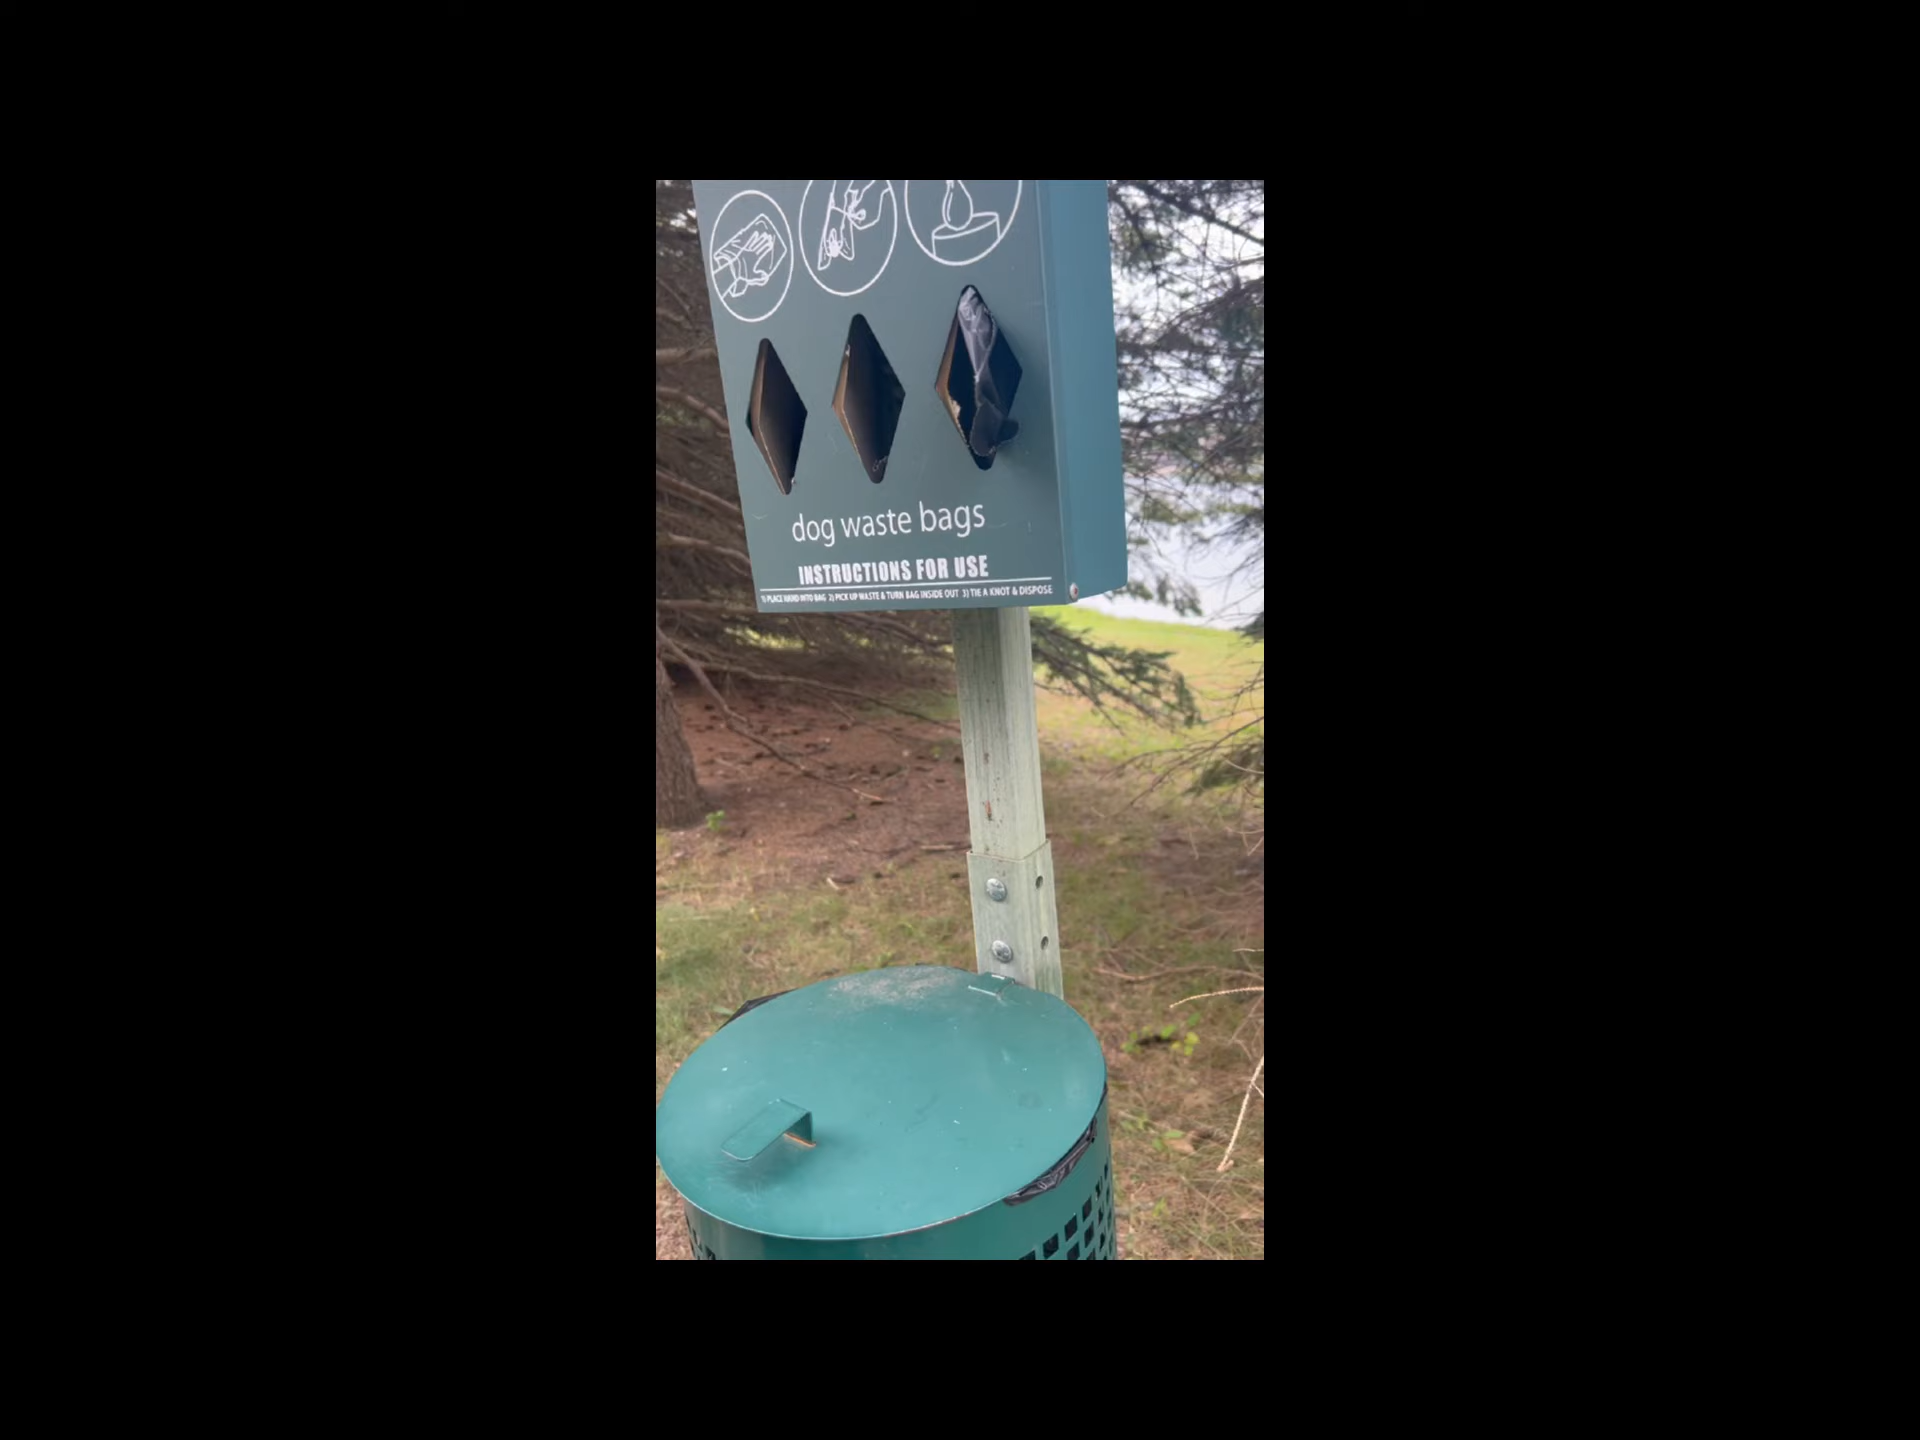 dog waste bags
INSTRUCTIONS FOR USE
1) PLACE HAND INTO BAG 2) PICK UP WASTE & TURN BAG INSIDE OUT 3) TIE A KNOT & DISPOSE